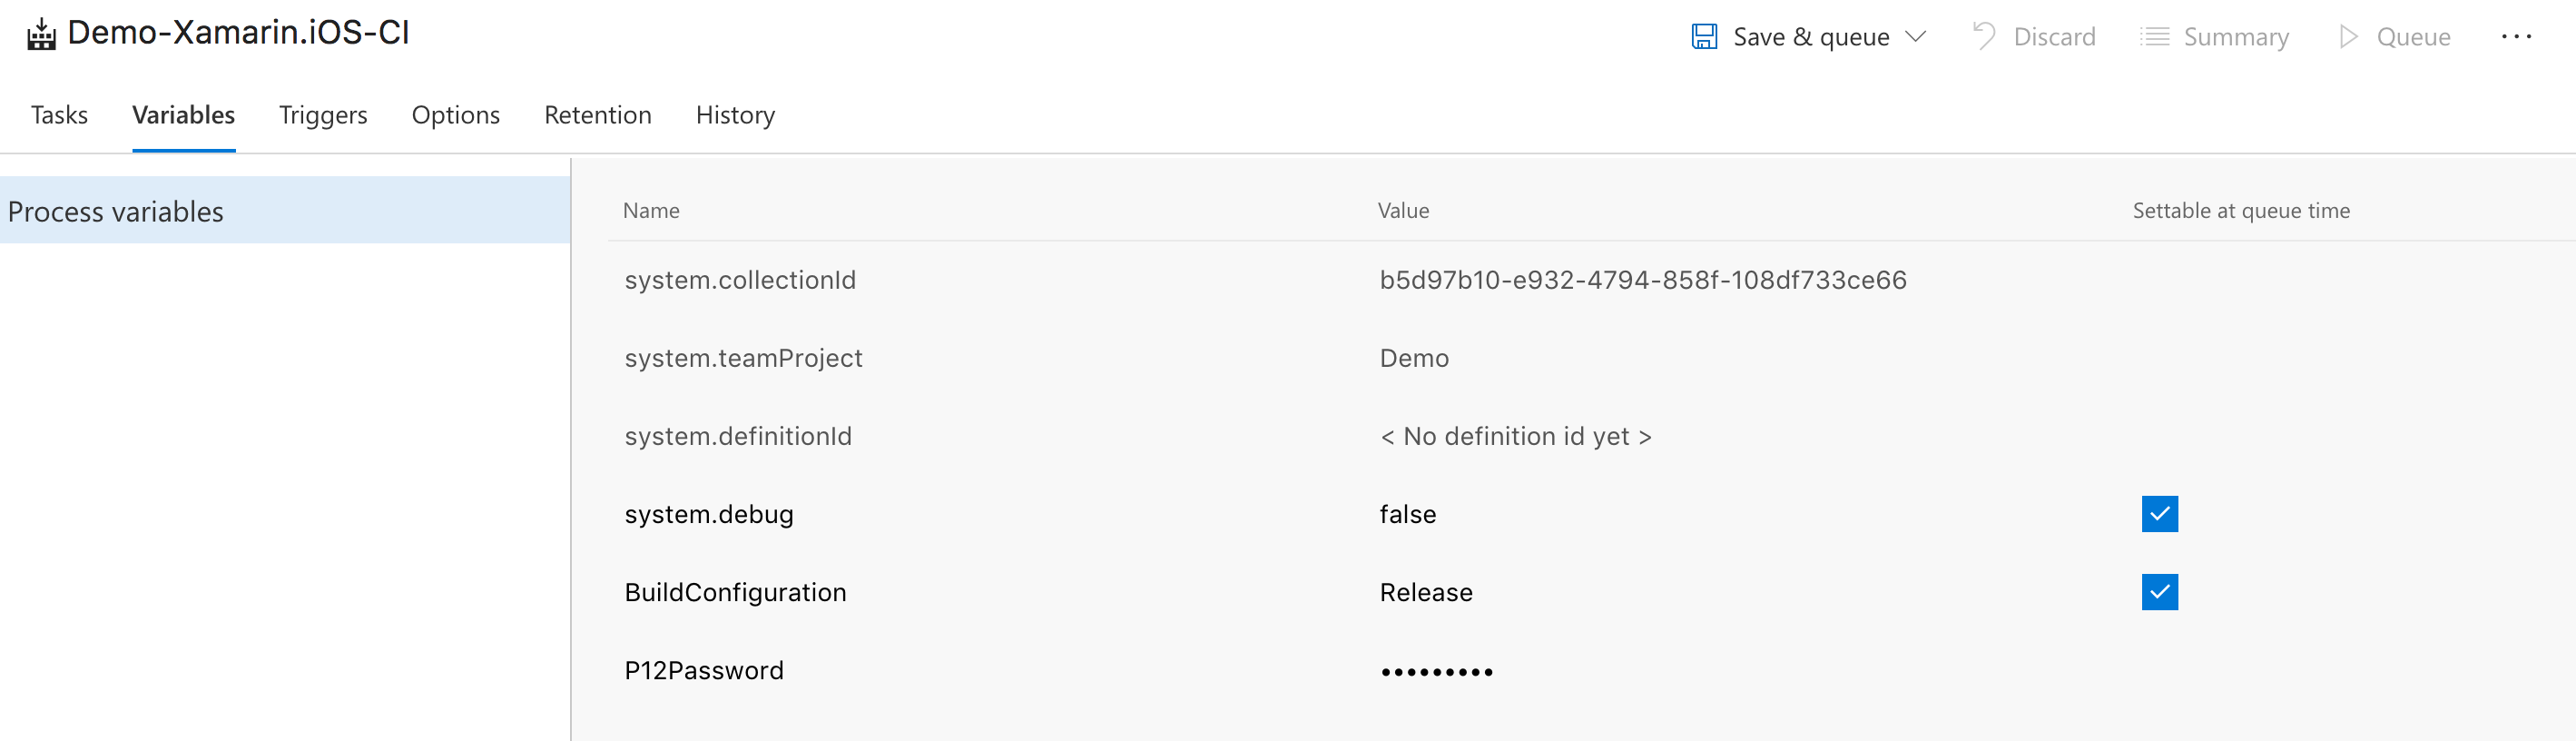 Demo-Xamarin.iOS-CI
Save & queue Discard Summary Queue ...
Tasks Variables Triggers Options Retention History
Process variables
Name Value Settable at queue time
system.collectionId b5d97b10-e932-4794-858f-108df733ce66
system.teamProject Demo
system.definitionId < No definition id yet >
system.debug false
BuildConfiguration Release
P12Password •••••••••